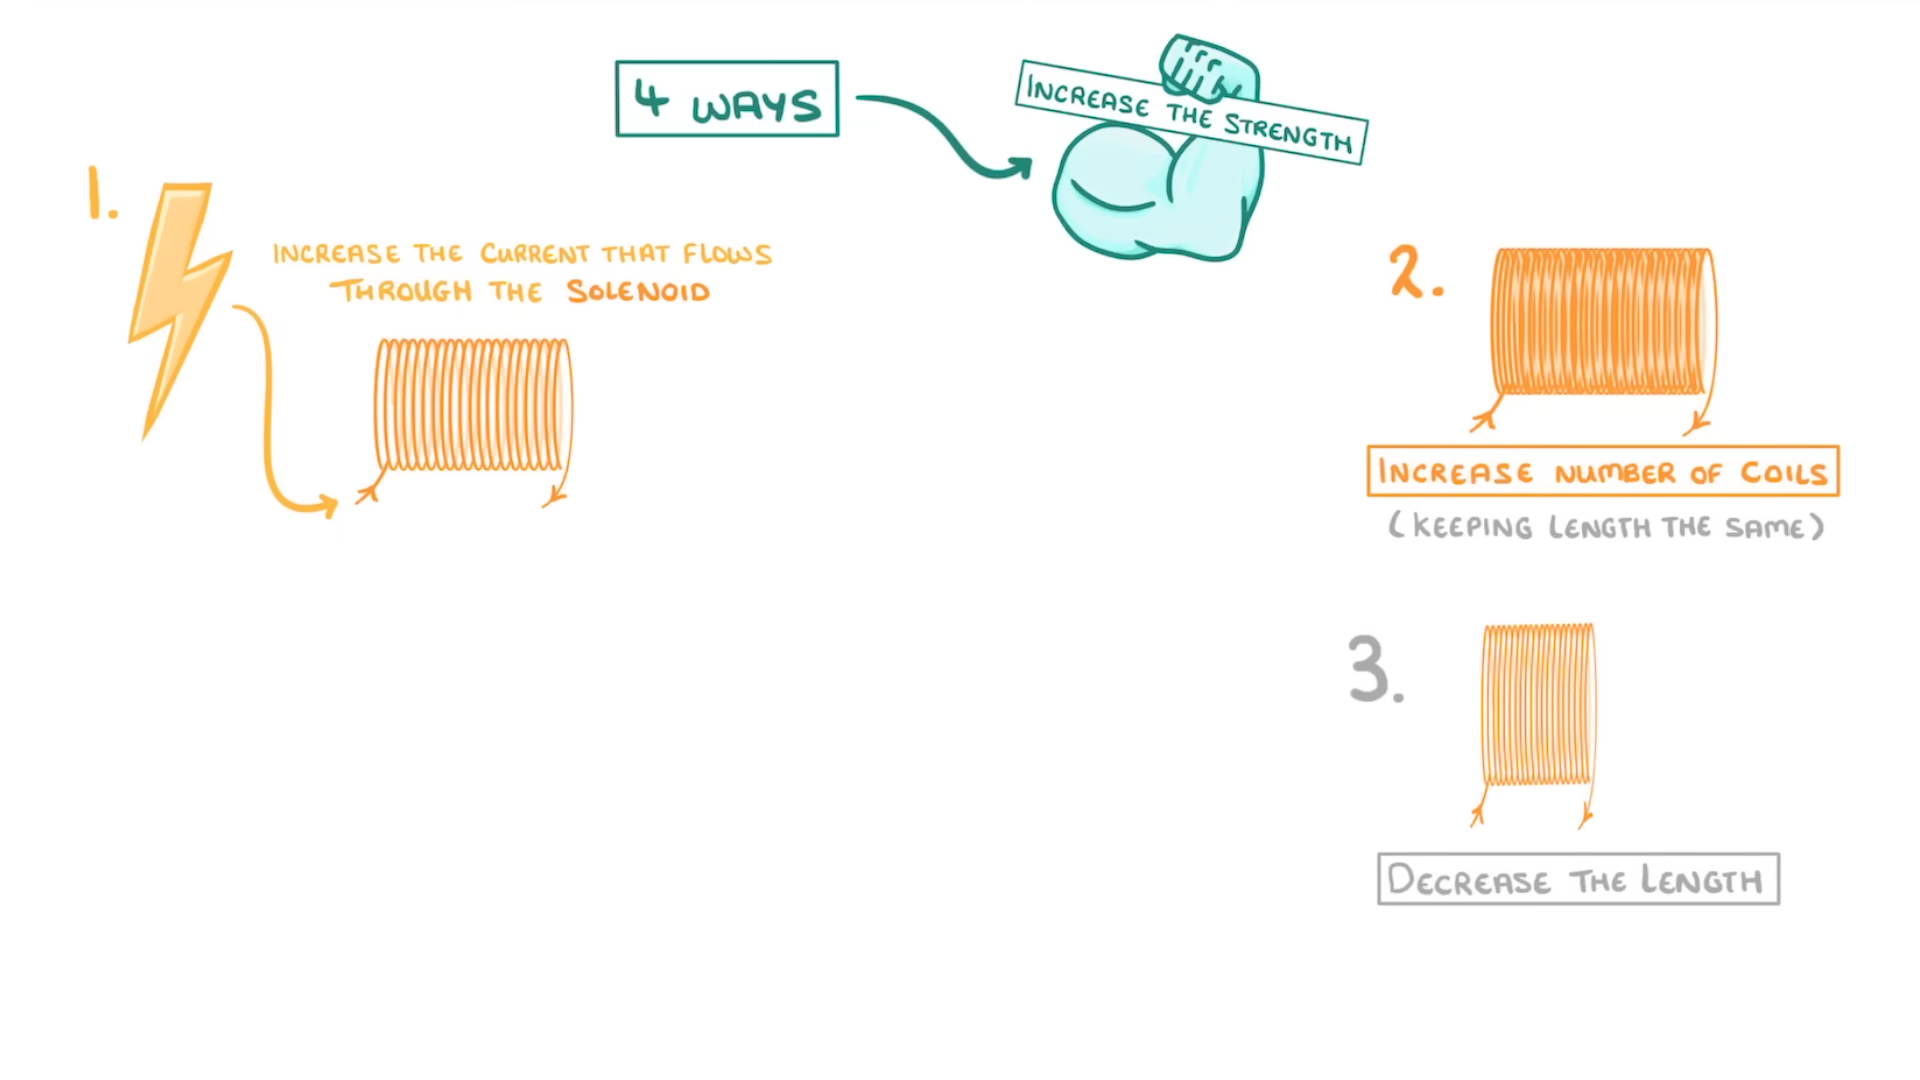 4 WAYS
INCREASE THE STRENGTH
1.
INCREASE THE CURRENT THAT FLOWS
THROUGH THE SOLENOID
2.
INCREASE NUMBER OF COILS
(KEEPING LENGTH THE SAME)
3.
DECREASE THE LENGTH